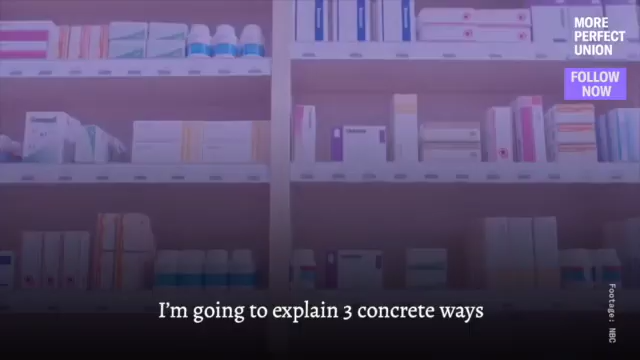 MORE
PERFECT
UNION
FOLLOW
NOW
I'm going to explain 3 concrete ways
Footage: NBC